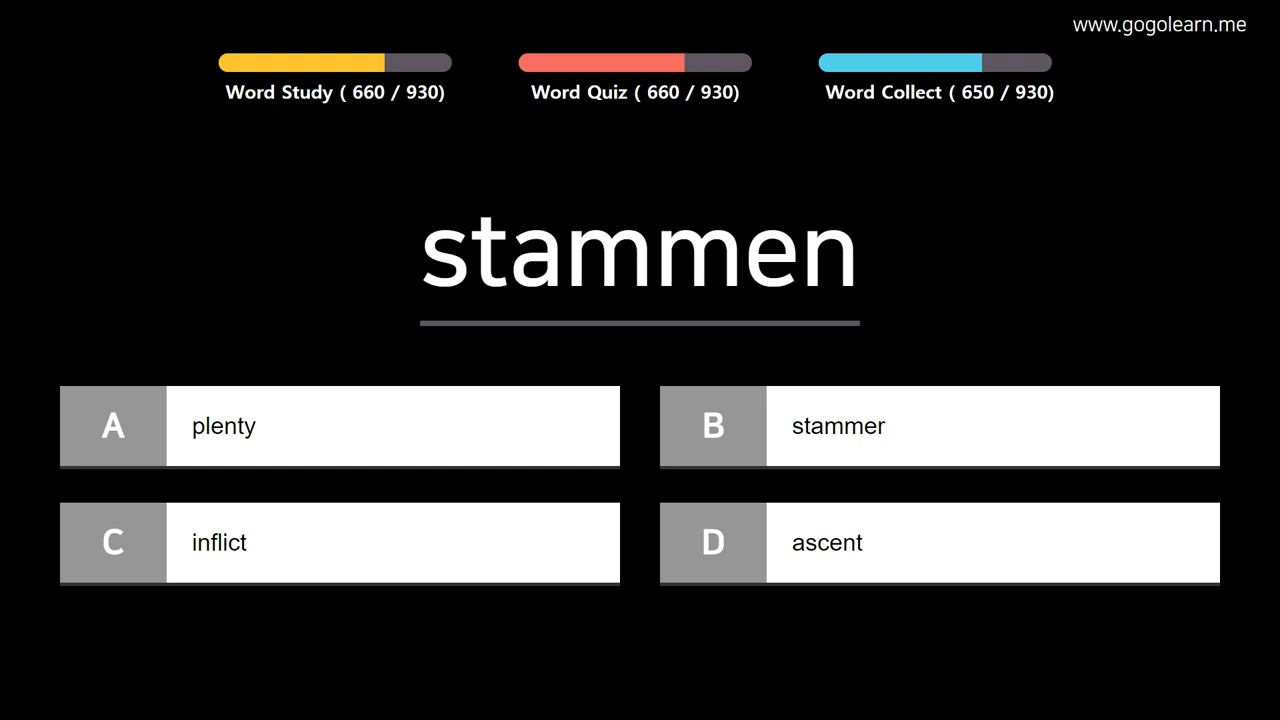 www.gogolearn.me
Word Study ( 660 / 930)
Word Quiz ( 660 / 930)
Word Collect ( 650 / 930)
stammen
A plenty
B stammer
C inflict
D ascent